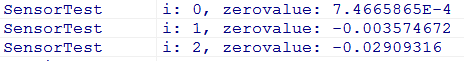 SensorTest i: 0, zerovalue: 7.4665865E-4
SensorTest i: 1, zerovalue: -0.003574672
SensorTest i: 2, zerovalue: -0.02909316